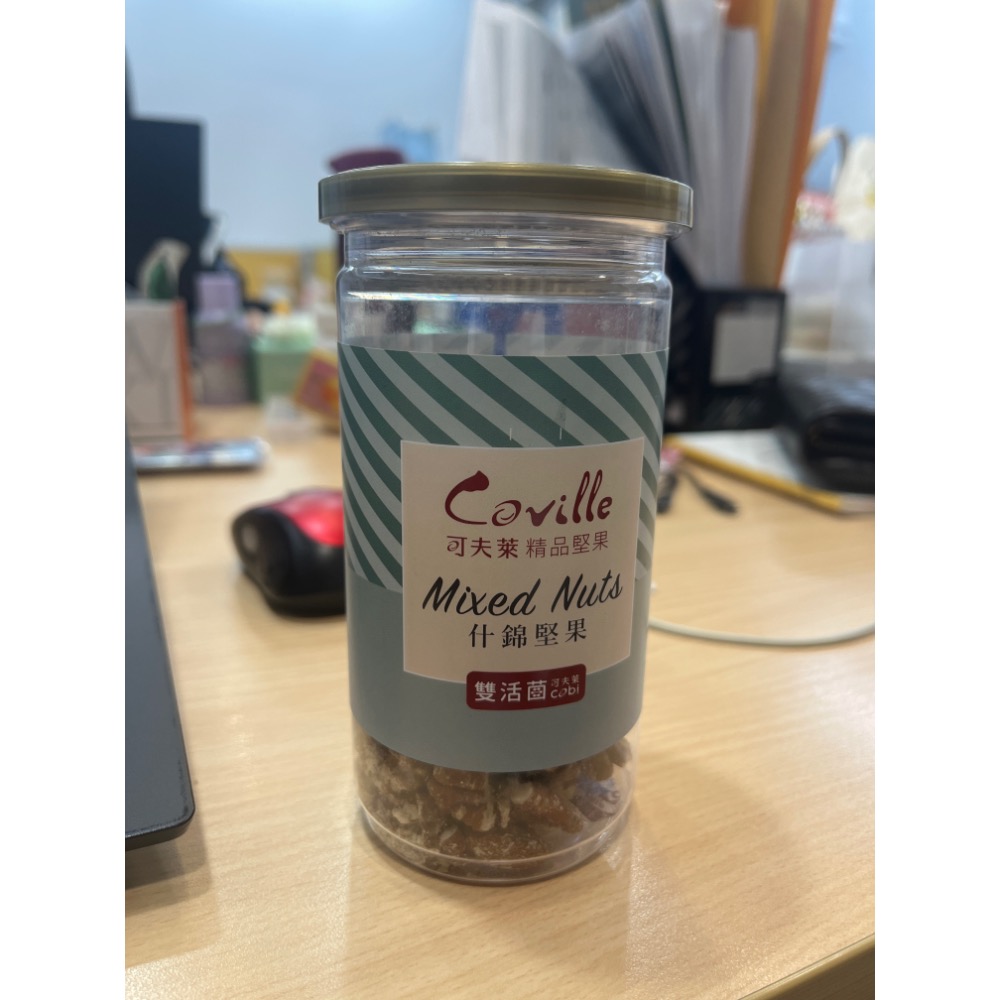 Coville
可夫萊 精品堅果
Mixed Nuts
什錦堅果
雙活菌 可夫萊 cobi